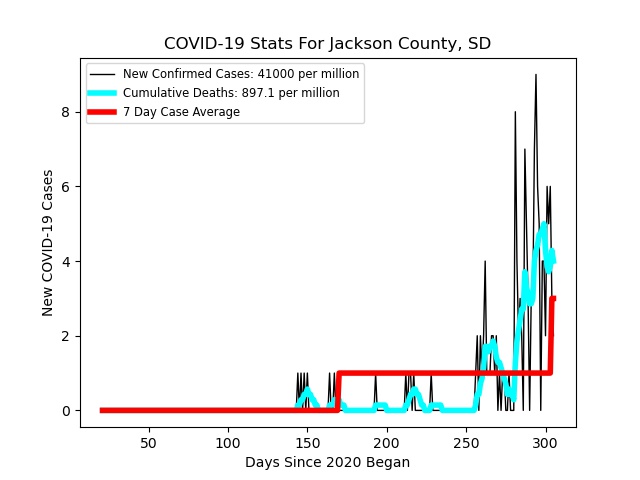 COVID-19 Stats For Jackson County, SD
New Confirmed Cases: 41000 per million
Cumulative Deaths: 897.1 per million
7 Day Case Average
New COVID-19 Cases
8
6
4
2
0
50 100 150 200 250 300
Days Since 2020 Began